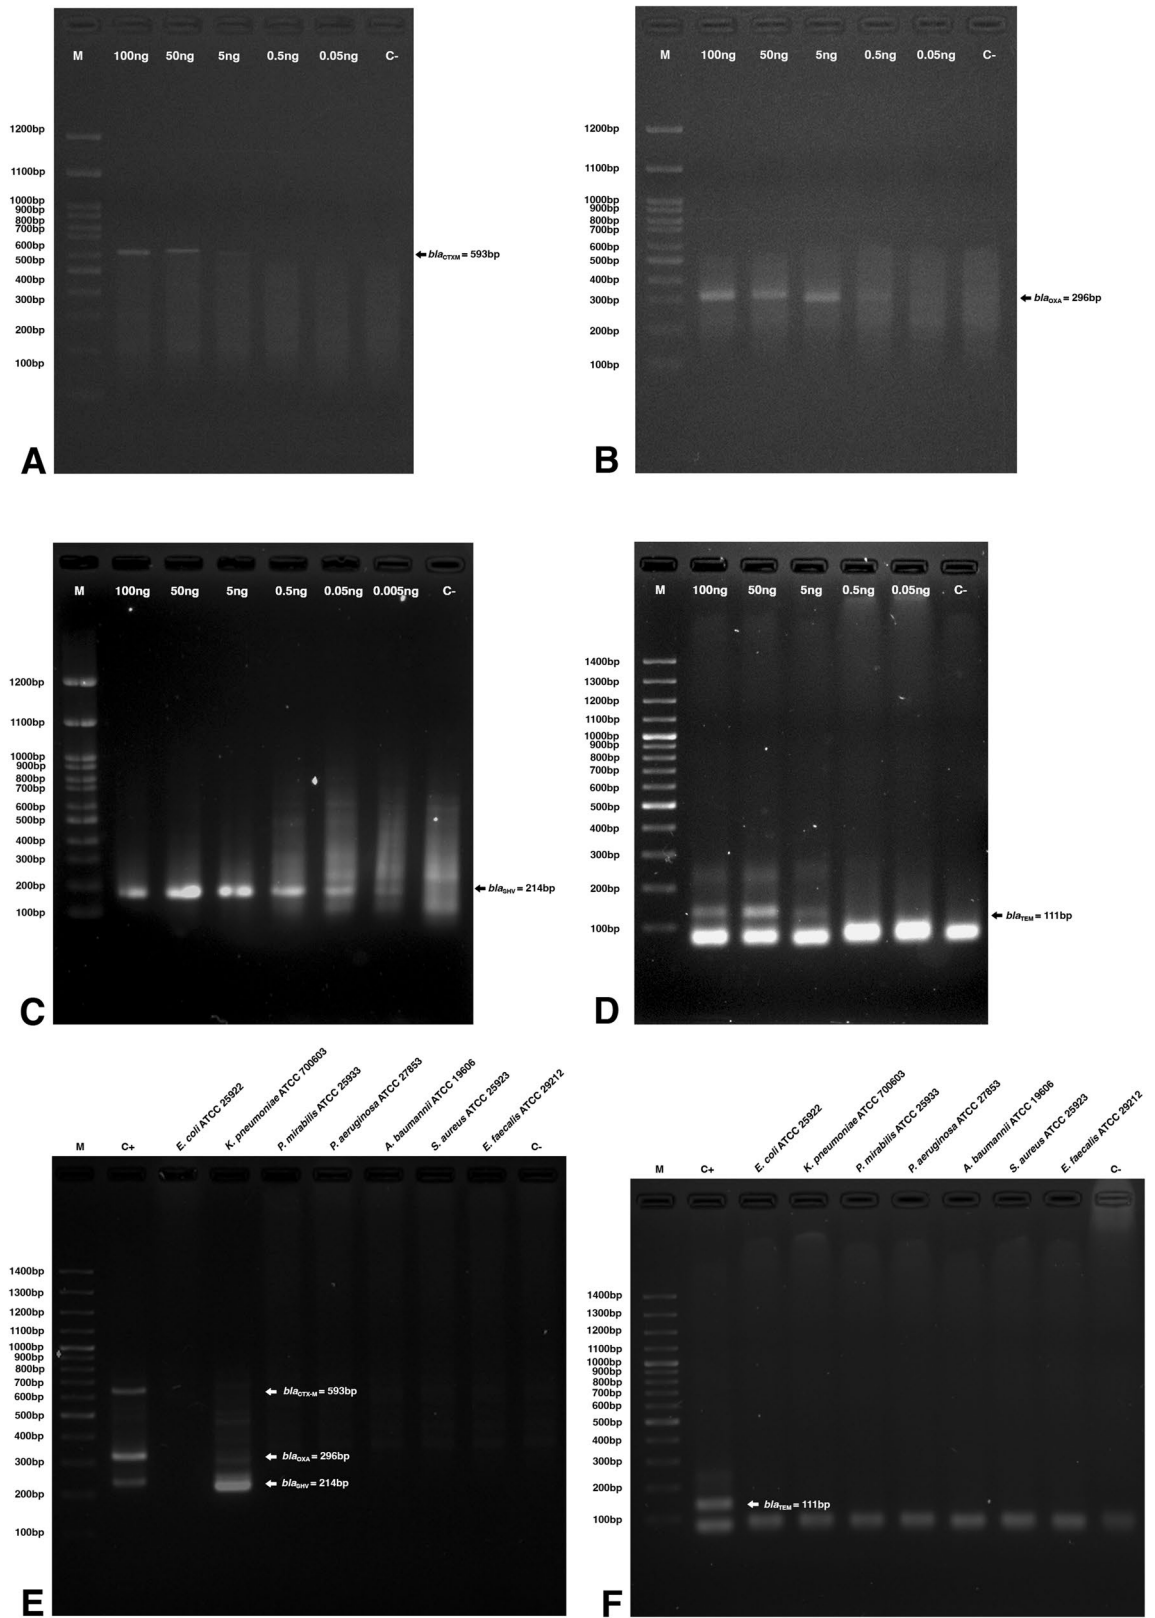 M 100ng 50ng 5ng 0.5ng 0.05ng C-
1200bp
1100bp
1000bp
900bp
800bp
700bp
600bp
500bp
400bp
300bp
200bp
100bp
blaCTXM = 593bp
A
M 100ng 50ng 5ng 0.5ng 0.05ng C-
1200bp
1100bp
1000bp
900bp
800bp
700bp
600bp
500bp
400bp
300bp
200bp
100bp
blaOXA = 296bp
B
M 100ng 50ng 5ng 0.5ng 0.05ng 0.005ng C-
1200bp
1100bp
1000bp
900bp
800bp
700bp
600bp
500bp
400bp
300bp
200bp
100bp
blaSHV = 214bp
C
M 100ng 50ng 5ng 0.5ng 0.05ng C-
1400bp
1300bp
1200bp
1100bp
1000bp
900bp
800bp
700bp
600bp
500bp
400bp
300bp
200bp
100bp
blaTEM = 111bp
D
M
C+
E. coli ATCC 25922
K. pneumoniae ATCC 700603
P. mirabilis ATCC 25933
P. aeruginosa ATCC 27853
A. baumannii ATCC 19606
S. aureus ATCC 25923
E. faecalis ATCC 29212
C-
1400bp
1300bp
1200bp
1100bp
1000bp
900bp
800bp
700bp
600bp
500bp
400bp
300bp
200bp
100bp
blaCTX-M = 593bp
blaOXA = 296bp
blaSHV = 214bp
E
M
C+
E. coli ATCC 25922
K. pneumoniae ATCC 700603
P. mirabilis ATCC 25933
P. aeruginosa ATCC 27853
A. baumannii ATCC 19606
S. aureus ATCC 25923
E. faecalis ATCC 29212
C-
1400bp
1300bp
1200bp
1100bp
1000bp
900bp
800bp
700bp
600bp
500bp
400bp
300bp
200bp
100bp
blaTEM = 111bp
F